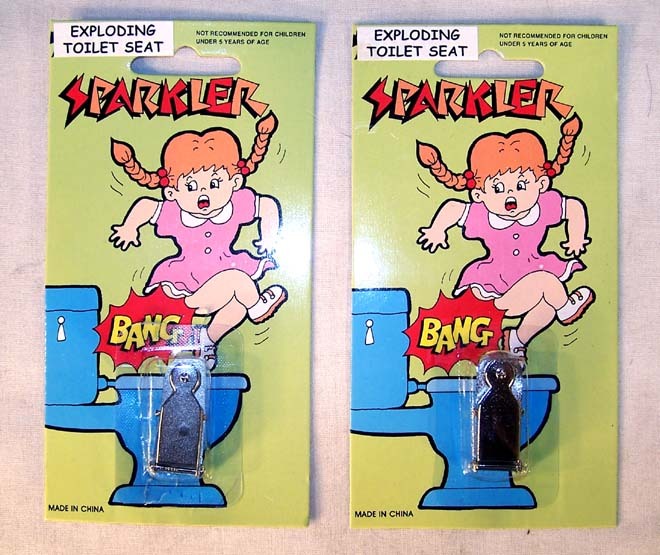 EXPLODING
TOILET SEAT
NOT RECOMMENDED FOR CHILDREN
UNDER 5 YEARS OF AGE
SPARKLER
BANG
MADE IN CHINA
EXPLODING
TOILET SEAT
NOT RECOMMENDED FOR CHILDREN
UNDER 5 YEARS OF AGE
SPARKLER
BANG
MADE IN CHINA